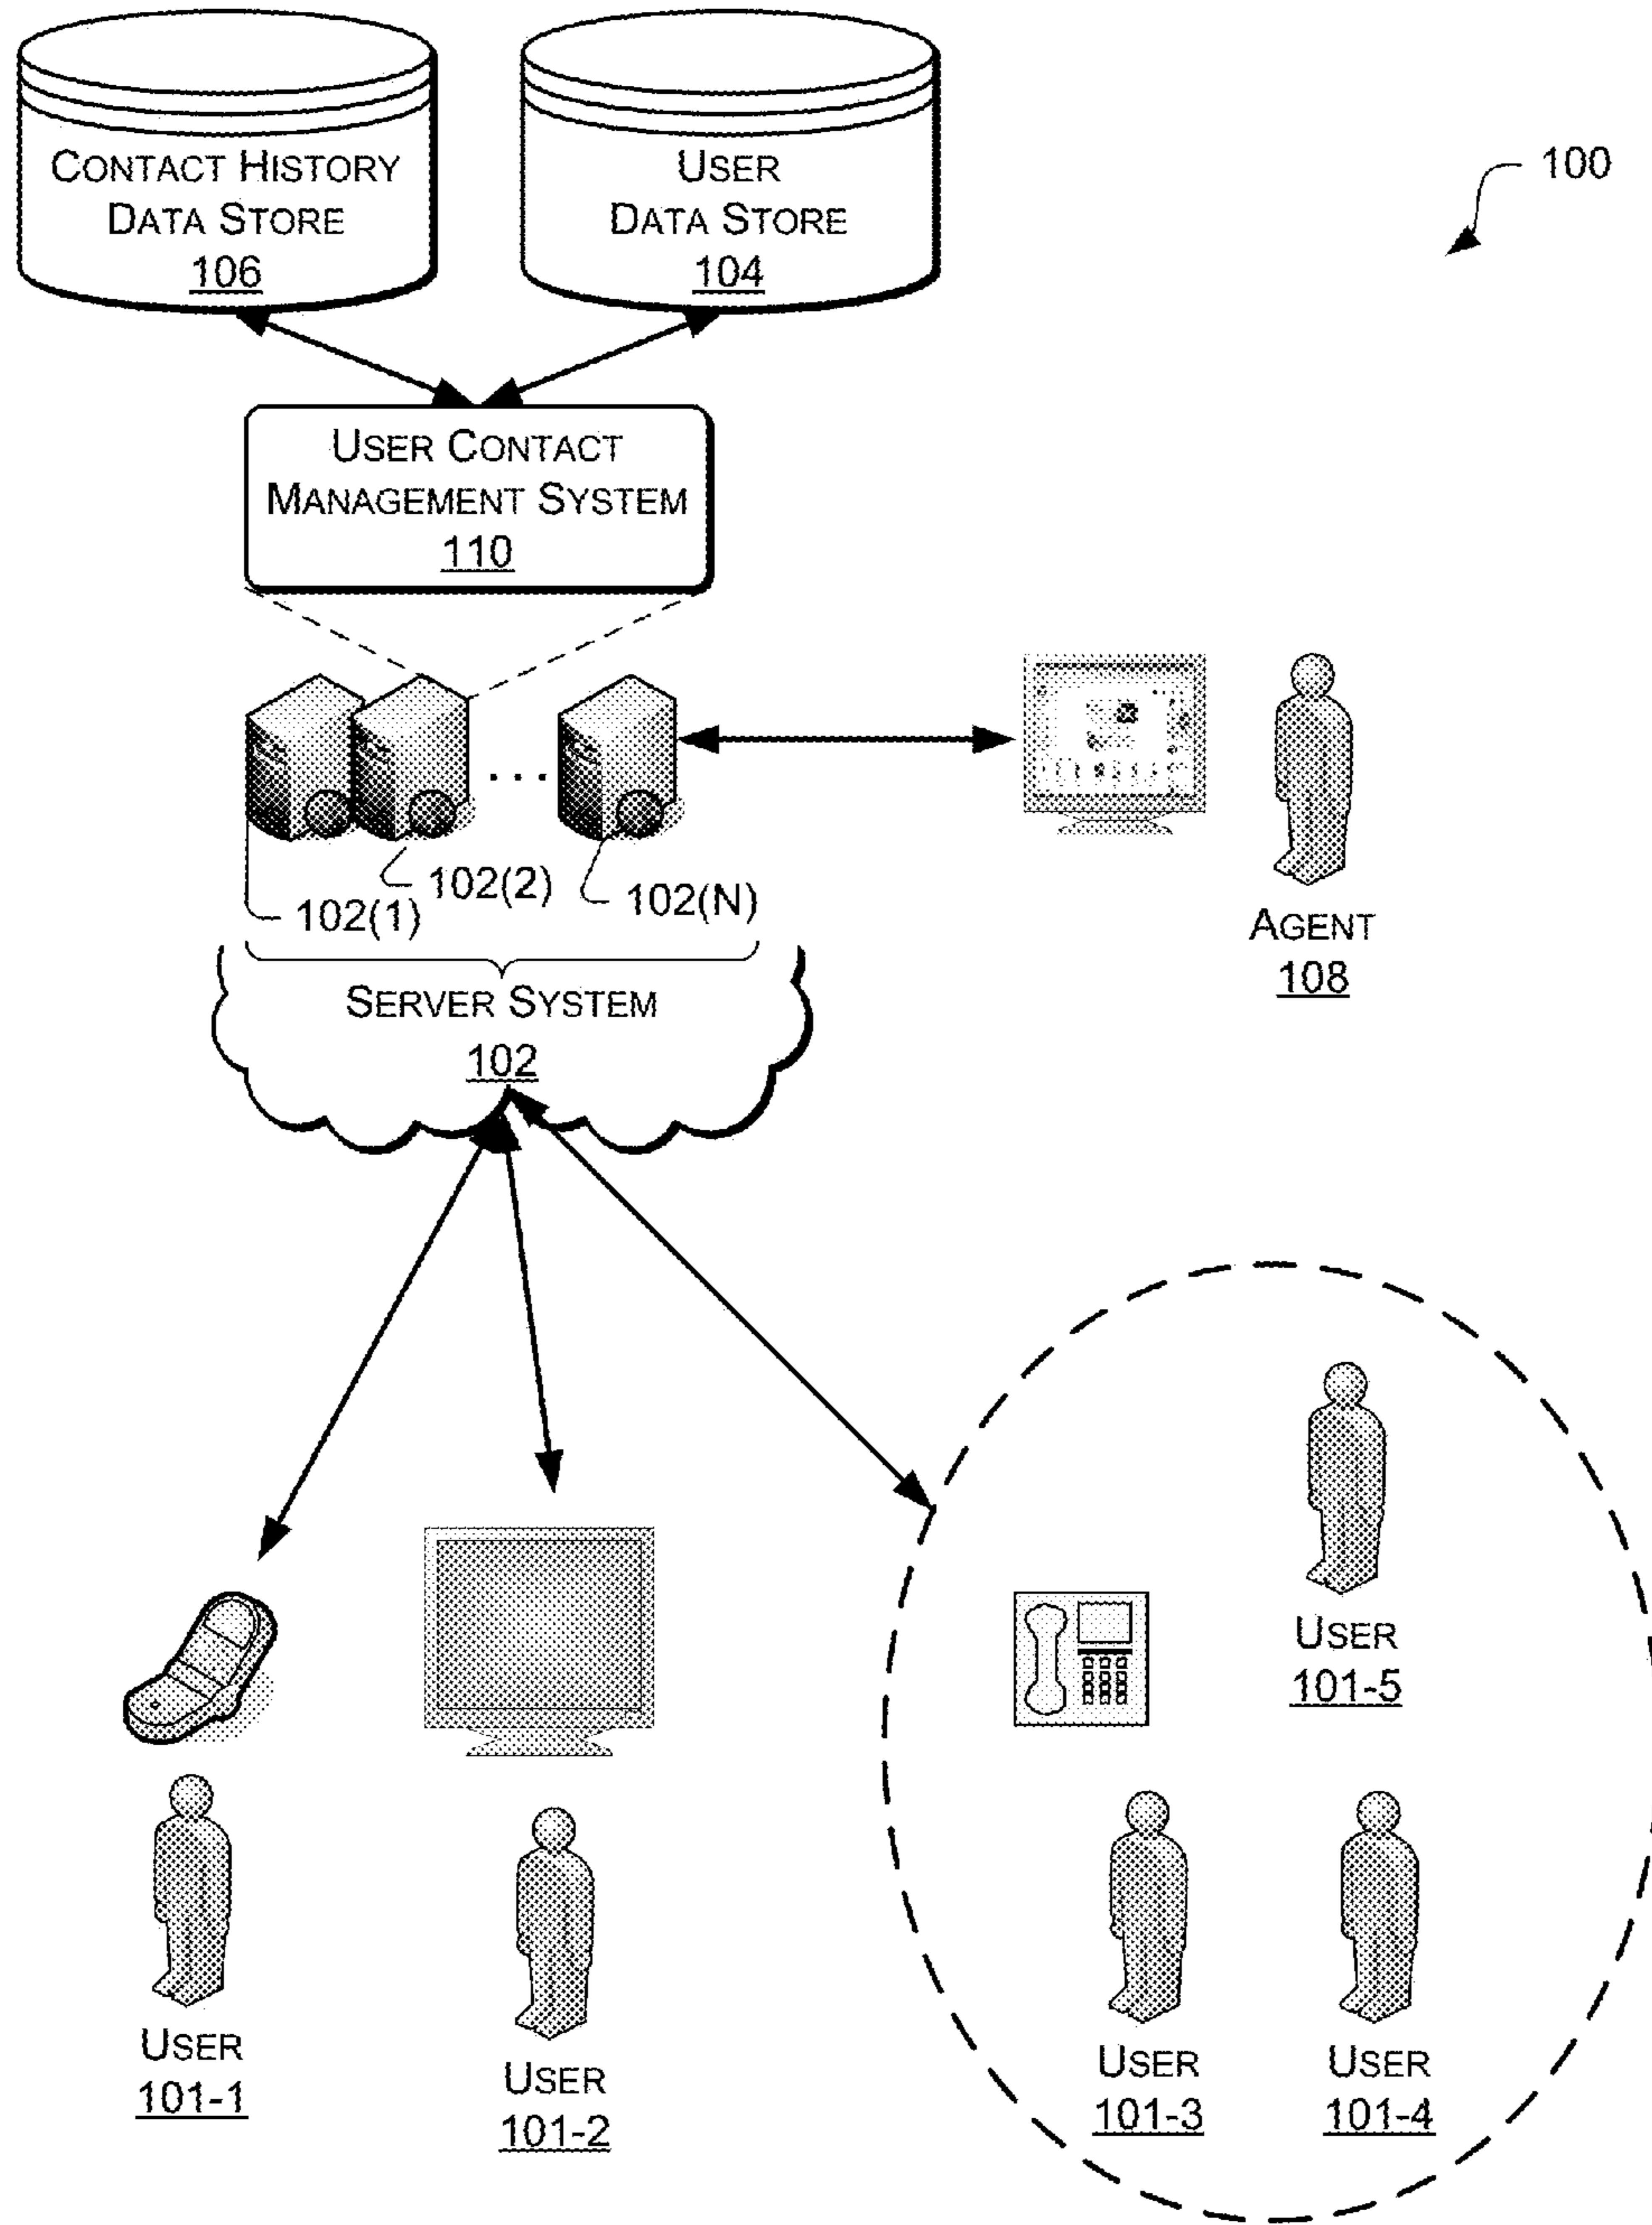 CONTACT HISTORY
DATA STORE
106
USER
DATA STORE
104
100
USER CONTACT
MANAGEMENT SYSTEM
110
...
102(1)
102(2)
102(N)
AGENT
108
SERVER SYSTEM
102
USER
101-5
USER
101-1
USER
101-2
USER
101-3
USER
101-4